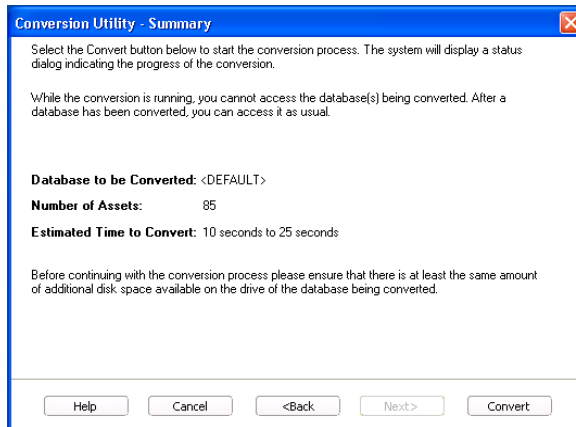 Conversion Utility - Summary
Select the Convert button below to start the conversion process. The system will display a status
dialog indicating the progress of the conversion.
While the conversion is running, you cannot access the database(s) being converted. After a
database has been converted, you can access it as usual.
Database to be Converted: <DEFAULT>
Number of Assets: 85
Estimated Time to Convert: 10 seconds to 25 seconds
Before continuing with the conversion process please ensure that there is at least the same amount
of additional disk space available on the drive of the database being converted.
Help Cancel <Back Next> Convert